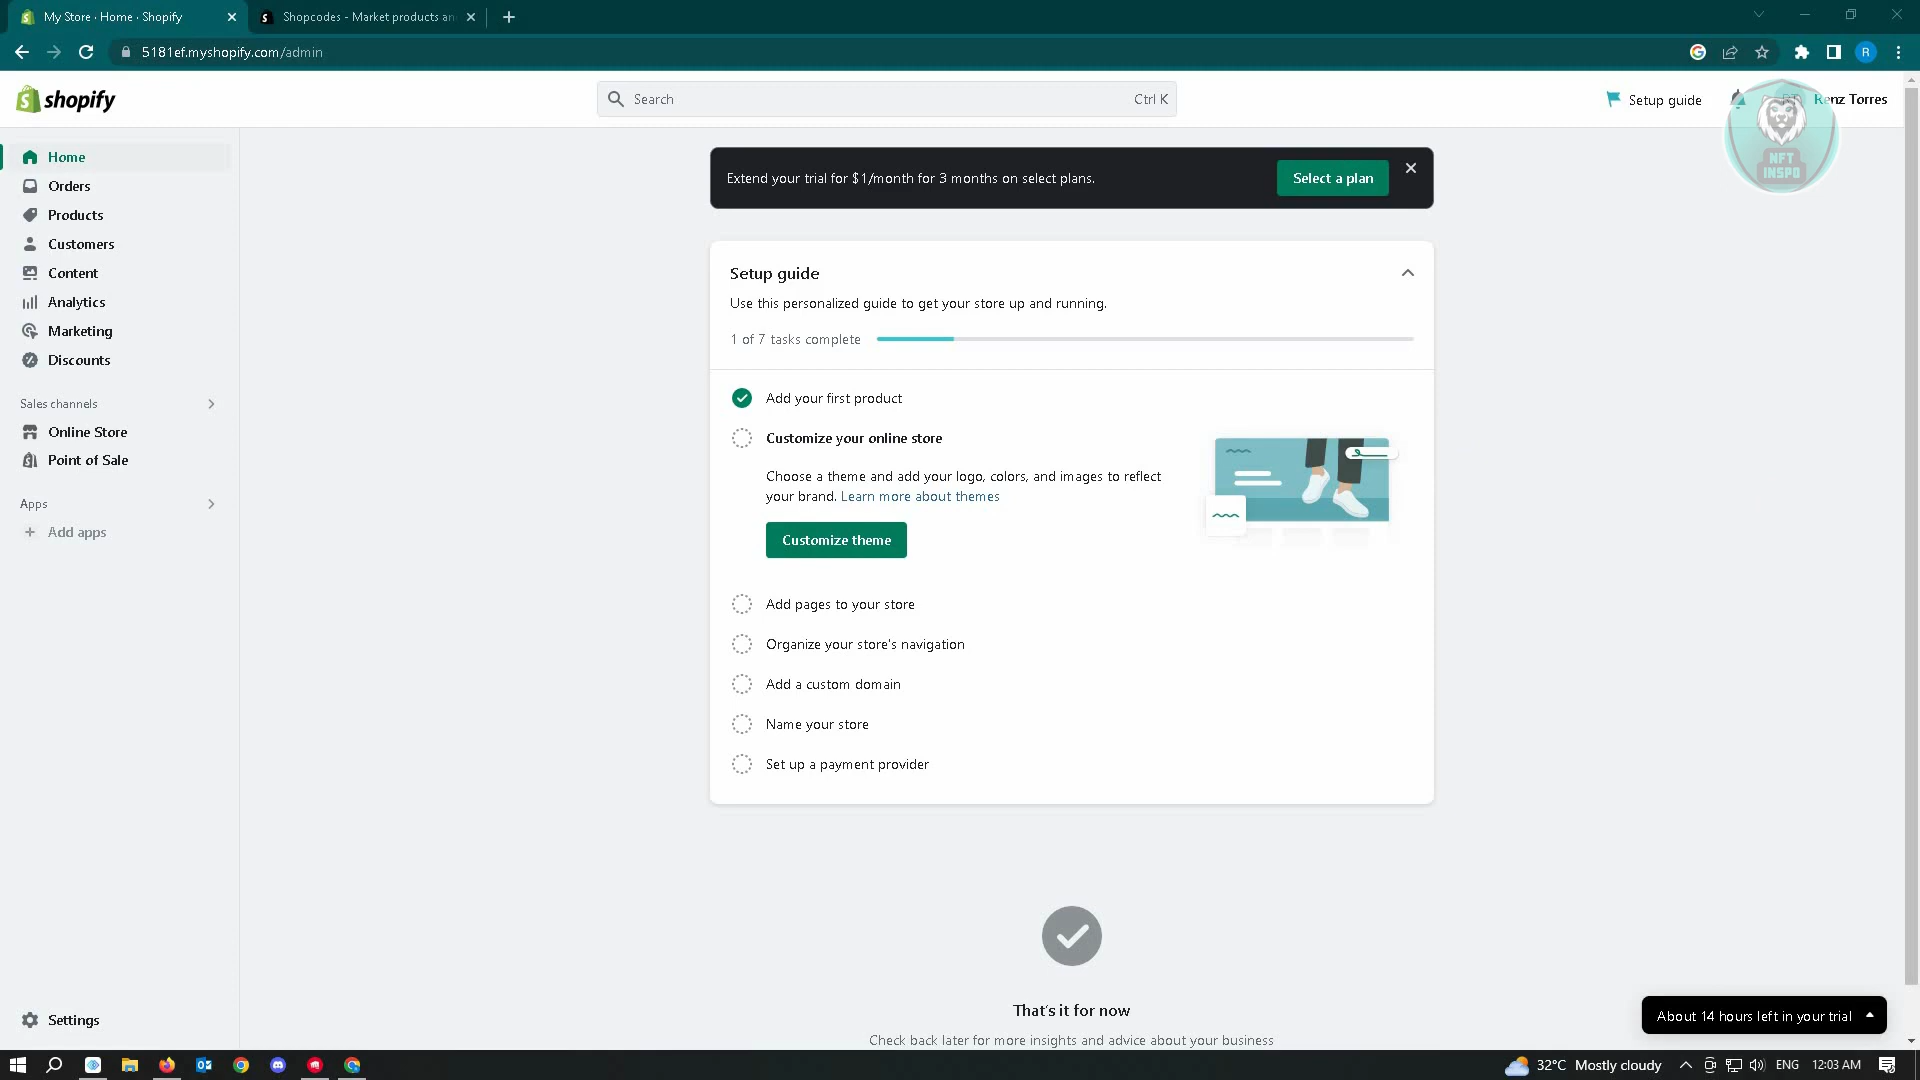 My Store · Home · Shopify
Shopcodes - Market products an
5181ef.myshopify.com/admin
R
shopify
Search
Ctrl K
Setup guide
Renz Torres
NFT
INSPO
Home
Orders
Products
Customers
Content
Analytics
Marketing
Discounts
Sales channels
Online Store
Point of Sale
Apps
Add apps
Settings
Extend your trial for $1/month for 3 months on select plans.
Select a plan
Setup guide
Use this personalized guide to get your store up and running.
1 of 7 tasks complete
Add your first product
Customize your online store
Choose a theme and add your logo, colors, and images to reflect
your brand. Learn more about themes
Customize theme
Add pages to your store
Organize your store's navigation
Add a custom domain
Name your store
Set up a payment provider
That's it for now
Check back later for more insights and advice about your business
About 14 hours left in your trial
32°C Mostly cloudy
ENG
12:03 AM